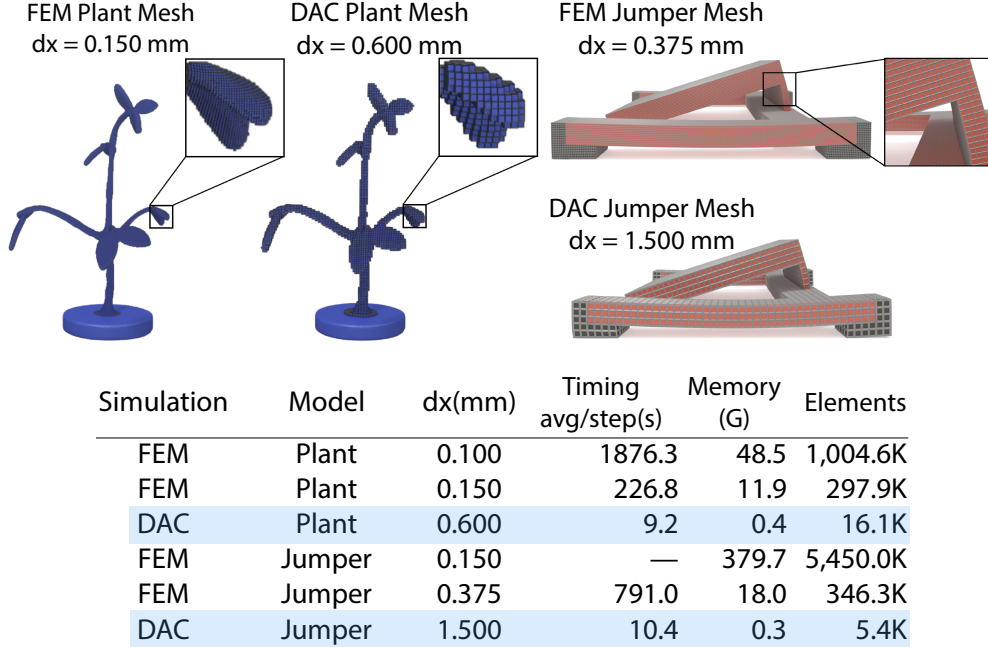 FEM Plant Mesh
dx = 0.150 mm
DAC Plant Mesh
dx = 0.600 mm
FEM Jumper Mesh
dx = 0.375 mm
DAC Jumper Mesh
dx = 1.500 mm
Simulation Model dx(mm) Timing avg/step(s) Memory (G) Elements
FEM Plant 0.100 1876.3 48.5 1,004.6K
FEM Plant 0.150 226.8 11.9 297.9K
DAC Plant 0.600 9.2 0.4 16.1K
FEM Jumper 0.150 — 379.7 5,450.0K
FEM Jumper 0.375 791.0 18.0 346.3K
DAC Jumper 1.500 10.4 0.3 5.4K